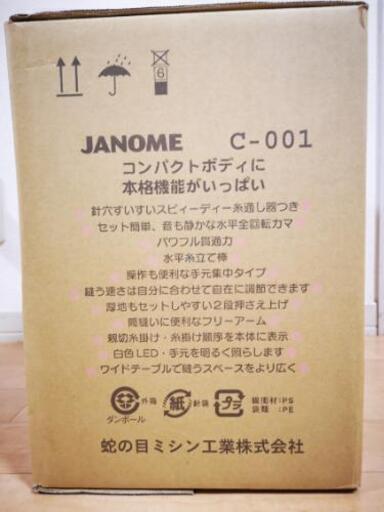 6
JANOME C-001
コンパクトボディに
本格機能がいっぱい
針穴すいすいスピィーディー糸通し器つき
セット簡単、音も静かな水平全回転カマ
パワフル貫通力
水平糸立て棒
操作も便利な手元集中タイプ
縫う速さは自分に合わせて自在に調節できます
厚地もセットしやすい2段押さえ上げ
筒縫いに便利なフリーアーム
親切糸掛け・糸掛け順序を本体に表示
白色LED・手元を明るく照らします
ワイドテーブルで縫うスペースをより広く
外箱 ダンボール
紙 計袋
プラ 緩衝材:PS 袋類:PE
蛇の目ミシン工業株式会社